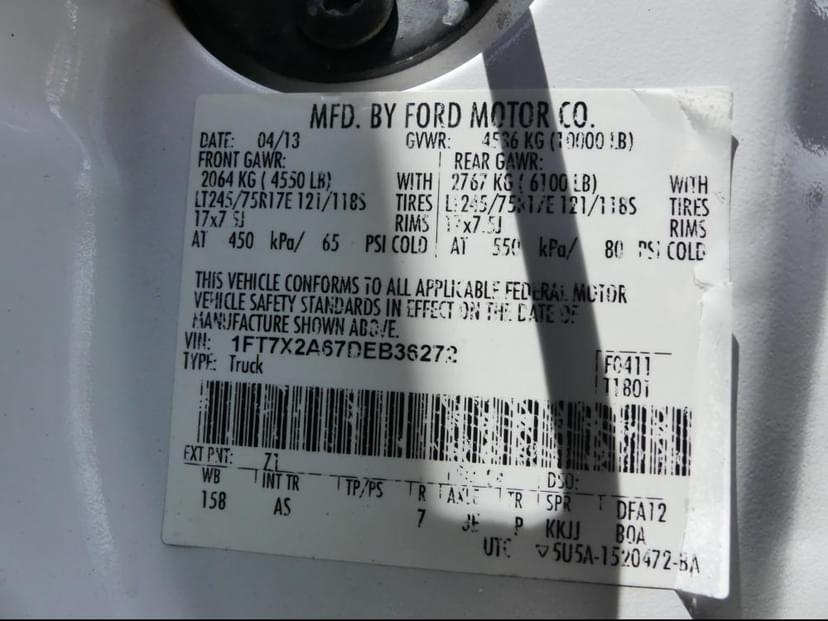 MFD. BY FORD MOTOR CO.
DATE: 04/13 GVWR: 4536 KG (10000 LB)
FRONT GAWR: REAR GAWR:
2064 KG ( 4550 LB) WITH 2767 KG ( 6100 LB) WITH
LT245/75R17E 121/118S TIRES LT245/75R17E 121/118S TIRES
17x7.5J RIMS 17x7.5J RIMS
AT 450 kPa/ 65 PSI COLD AT 550 kPa/ 80 PSI COLD
THIS VEHICLE CONFORMS TO ALL APPLICABLE FEDERAL MOTOR
VEHICLE SAFETY STANDARDS IN EFFECT ON THE DATE OF
MANUFACTURE SHOWN ABOVE.
VIN: 1FT7X2A67DEB36272
TYPE: Truck
F0411
T1801
EXT PNT: Z1 DSO:
WB INT TR TP/PS R AXLE TR SPR DFA12
158 AS 7 P KKJJ BOA
UTC ▽5U5A-1520472-BA